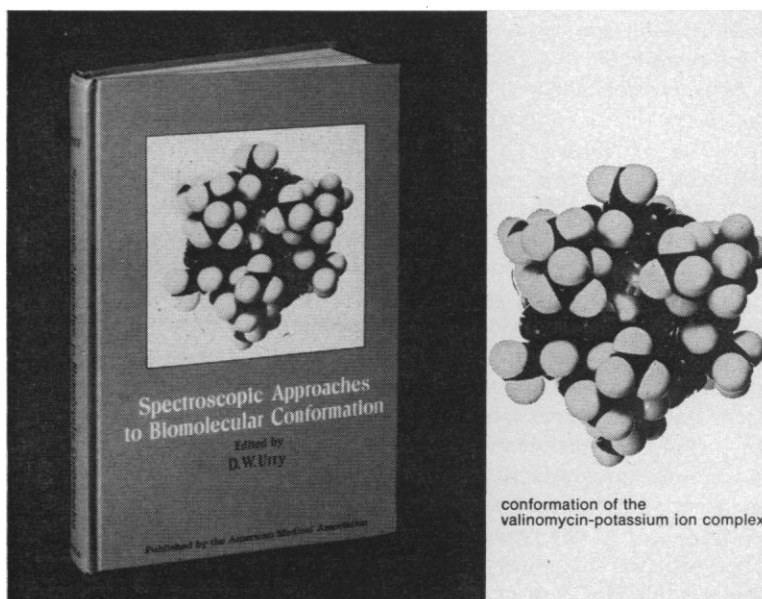 Spectroscopic Approaches
to Biomolecular Conformation
Edited by
D. W. Urry
Published by the American Medical Association
conformation of the
valinomycin-potassium ion complex